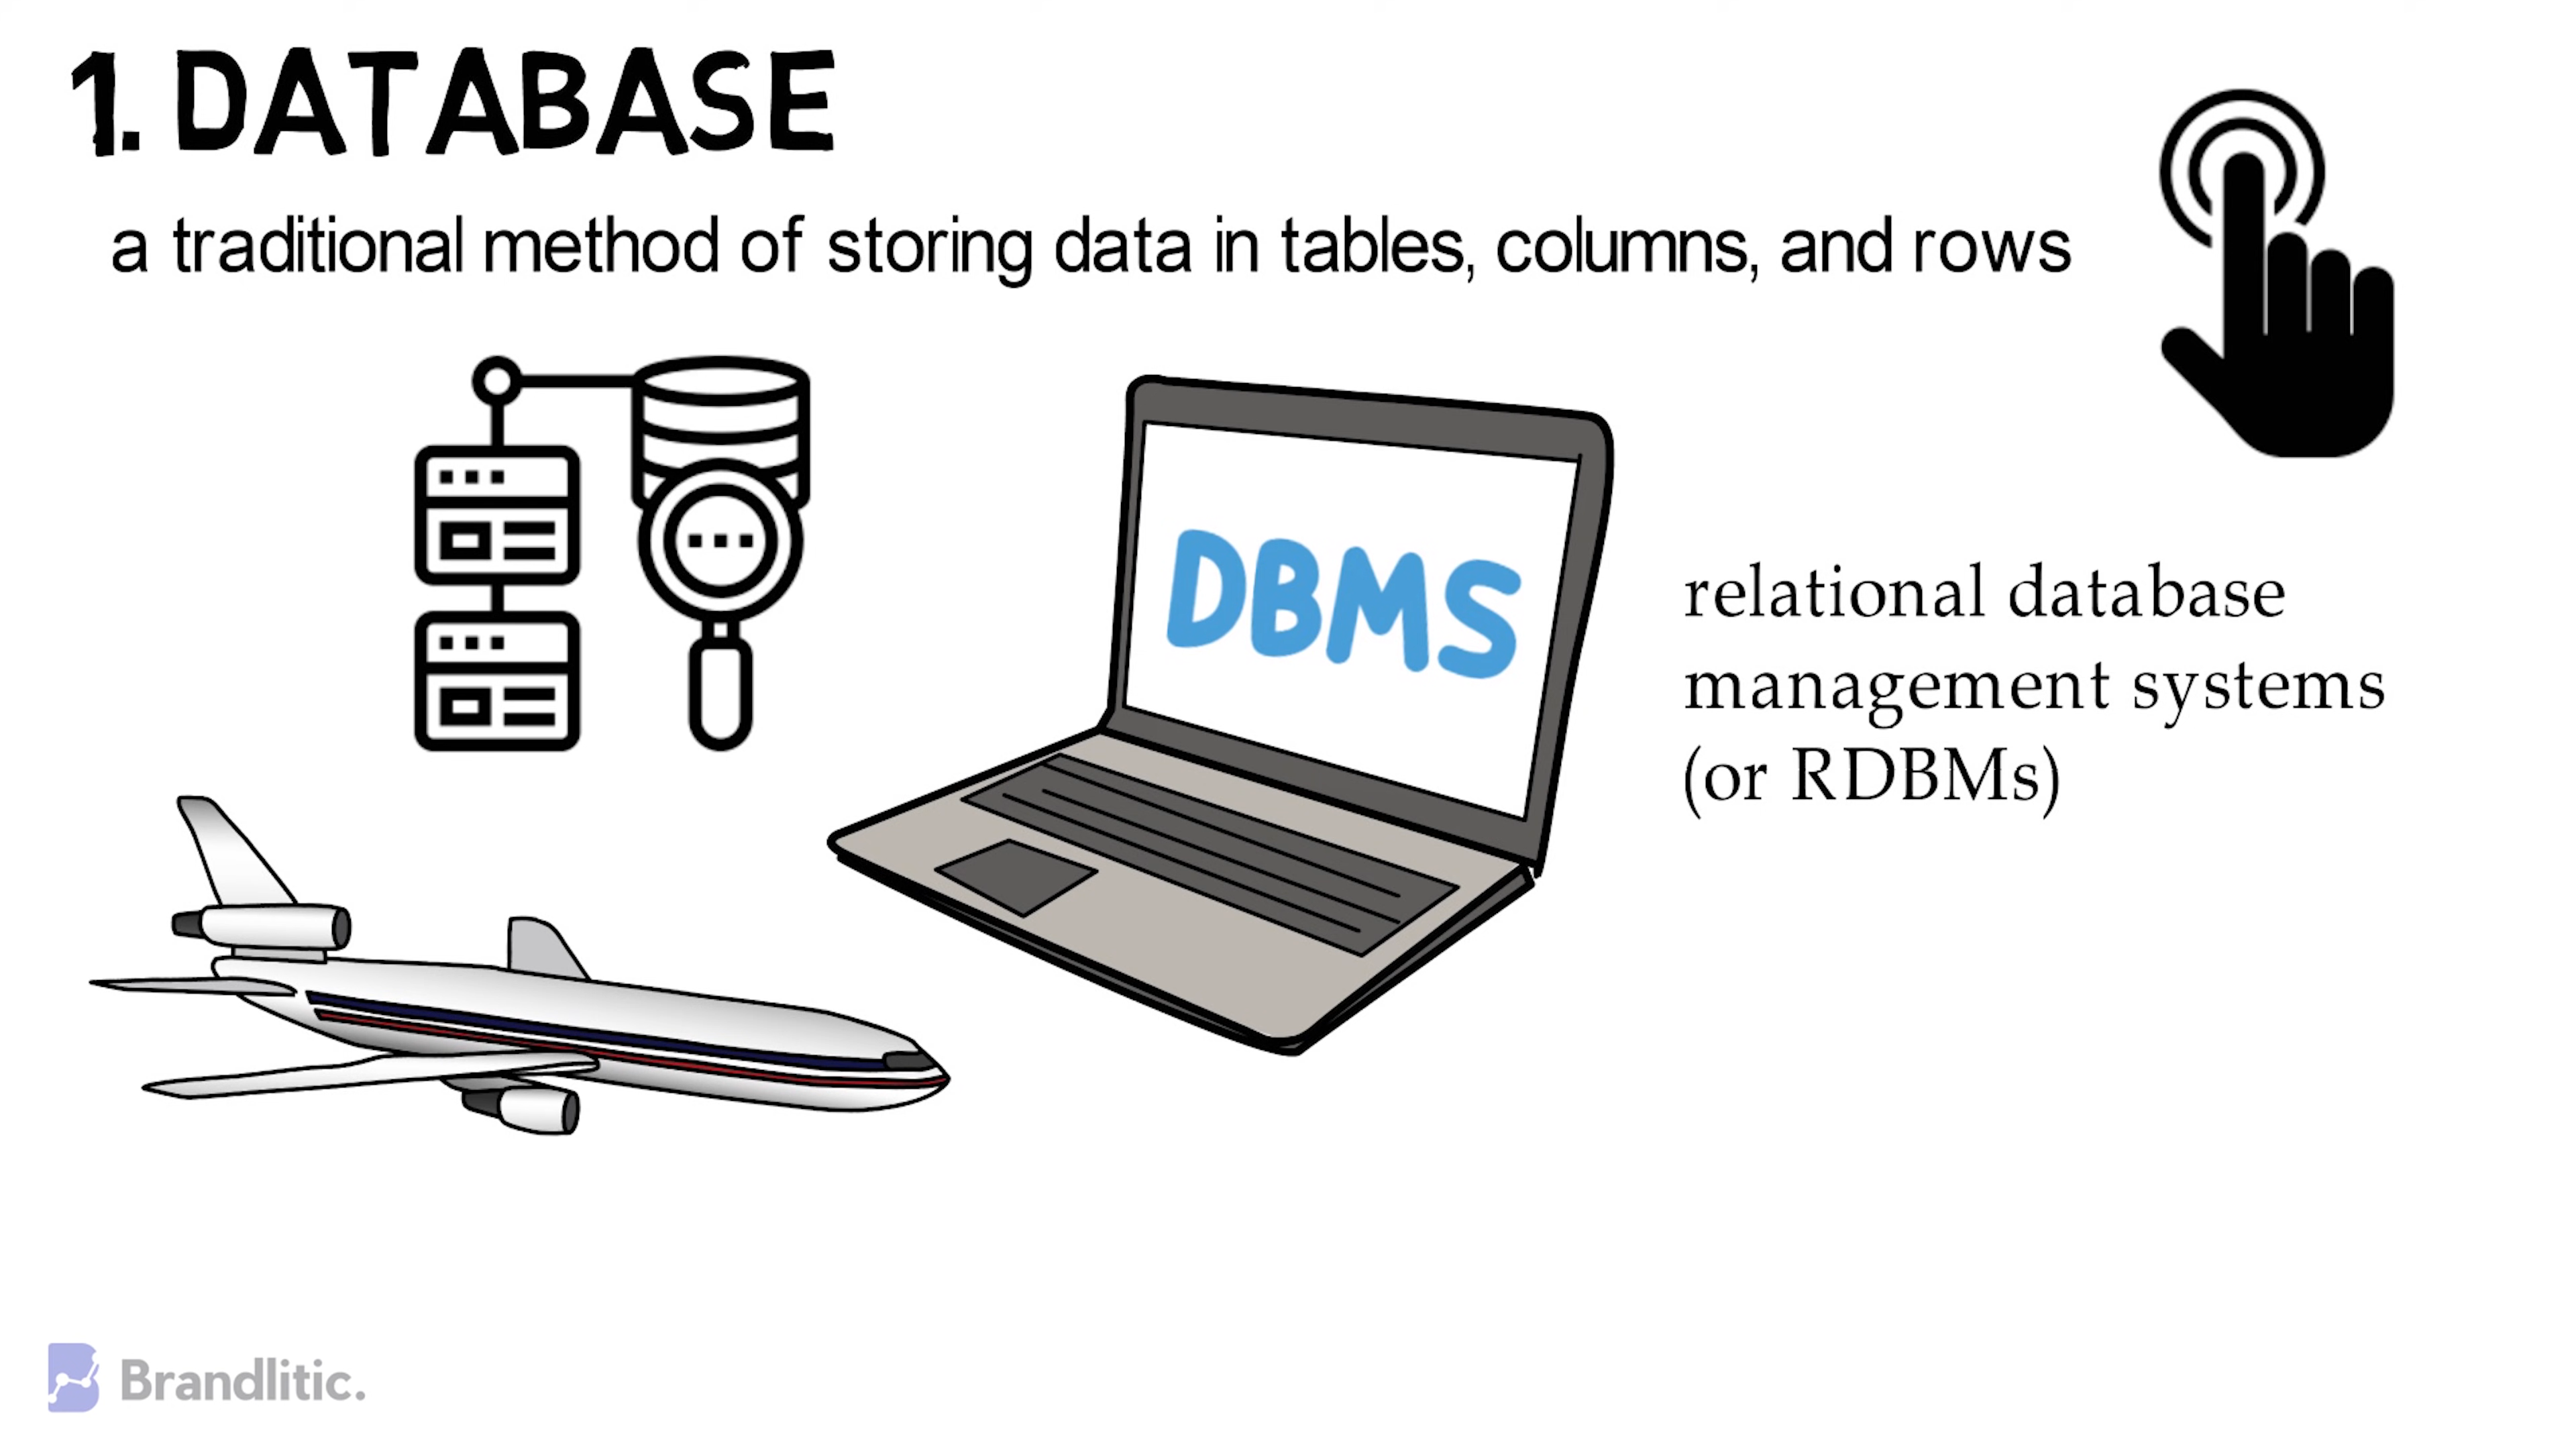 1. DATABASE
a traditional method of storing data in tables, columns, and rows
DBMS
relational database
management systems
(or RDBMs)
Brandlitic.